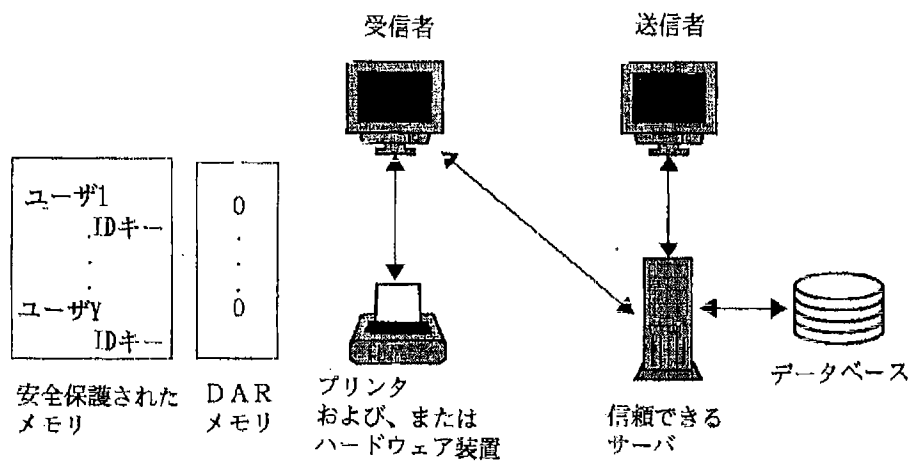 受信者
送信者
ユーザ1
IDキー
ユーザY
IDキー
0
0
安全保護された
メモリ
DAR
メモリ
プリンタ
および、または
ハードウェア装置
信頼できる
サーバ
データベース